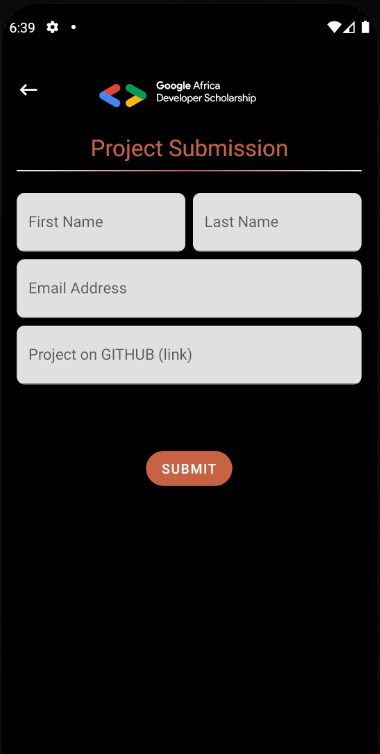 6:39
Google Africa
Developer Scholarship
Project Submission
First Name
Last Name
Email Address
Project on GITHUB (link)
SUBMIT